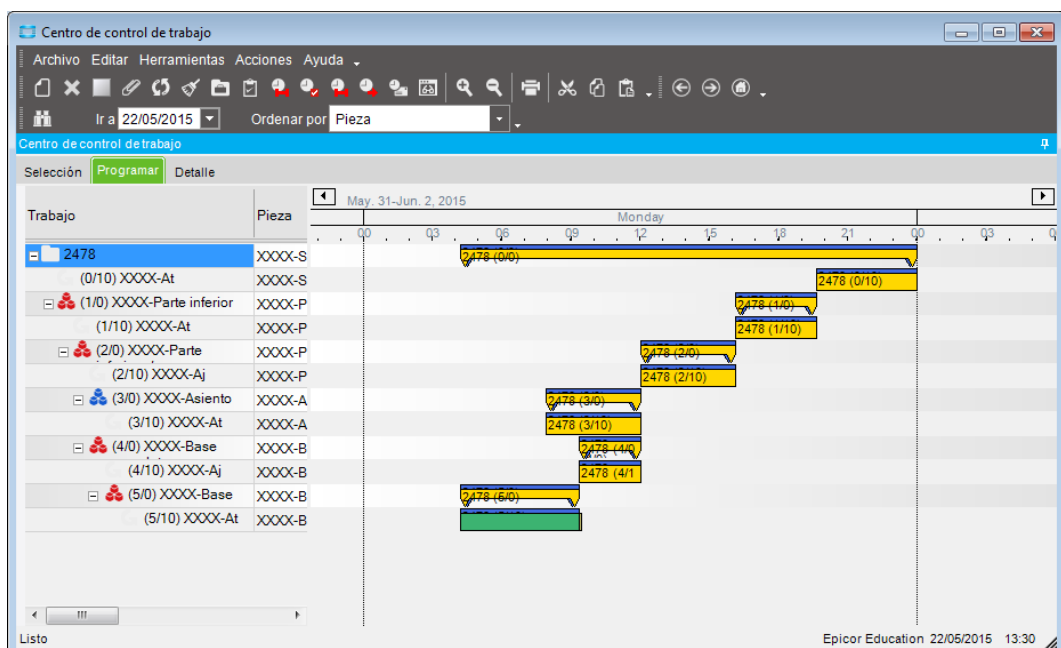 Centro de control de trabajo
Archivo Editar Herramientas Acciones Ayuda
Ir a 22/05/2015 Ordenar por Pieza
Centro de control de trabajo
Selección Programar Detalle
Trabajo Pieza May. 31-Jun. 2, 2015
Monday
00 03 06 09 12 15 18 21 00 03
2478 XXXX-S 2478 (0/0)
(0/10) XXXX-At XXXX-S 2478 (0/10)
(1/0) XXXX-Parte inferior XXXX-P 2478 (1/0)
(1/10) XXXX-At XXXX-P 2478 (1/10)
(2/0) XXXX-Parte XXXX-P 2478 (2/0)
(2/10) XXXX-Aj XXXX-P 2478 (2/10)
(3/0) XXXX-Asiento XXXX-A 2478 (3/0)
(3/10) XXXX-At XXXX-A 2478 (3/10)
(4/0) XXXX-Base XXXX-B 2478 (4/0
(4/10) XXXX-Aj XXXX-B 2478 (4/1
(5/0) XXXX-Base XXXX-B 2478 (5/0)
(5/10) XXXX-At XXXX-B
Listo Epicor Education 22/05/2015 13:30